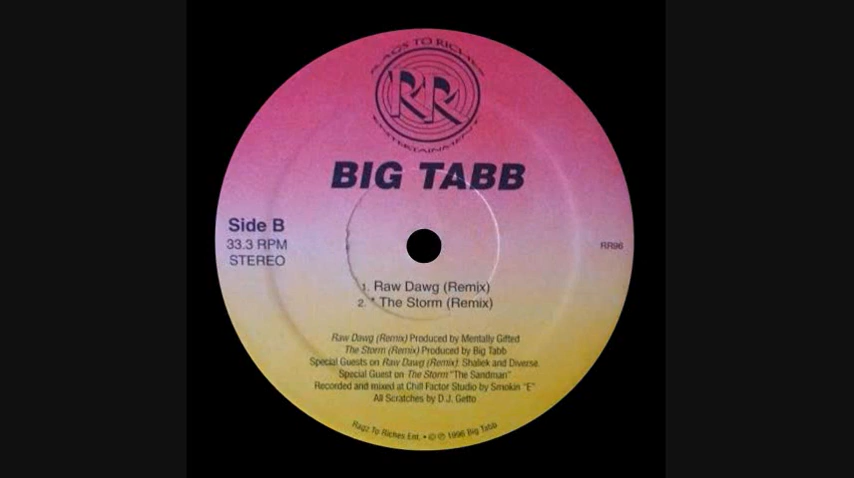 RAGS TO RICHES
RR
ENTERTAINMENT
BIG TABB
Side B
33.3 RPM
STEREO
RR96
1. Raw Dawg (Remix)
2. * The Storm (Remix)
Raw Dawg (Remix) Produced by Mentally Gifted
The Storm (Remix) Produced by Big Tabb
Special Guests on Raw Dawg (Remix): Shaliek and Diverse
Special Guest on The Storm "The Sandman"
Recorded and mixed at Chill Factor Studio by Smokin "E"
All Scratches by D.J. Getto
Ragz To Riches Ent. • © ℗ 1996 Big Tabb